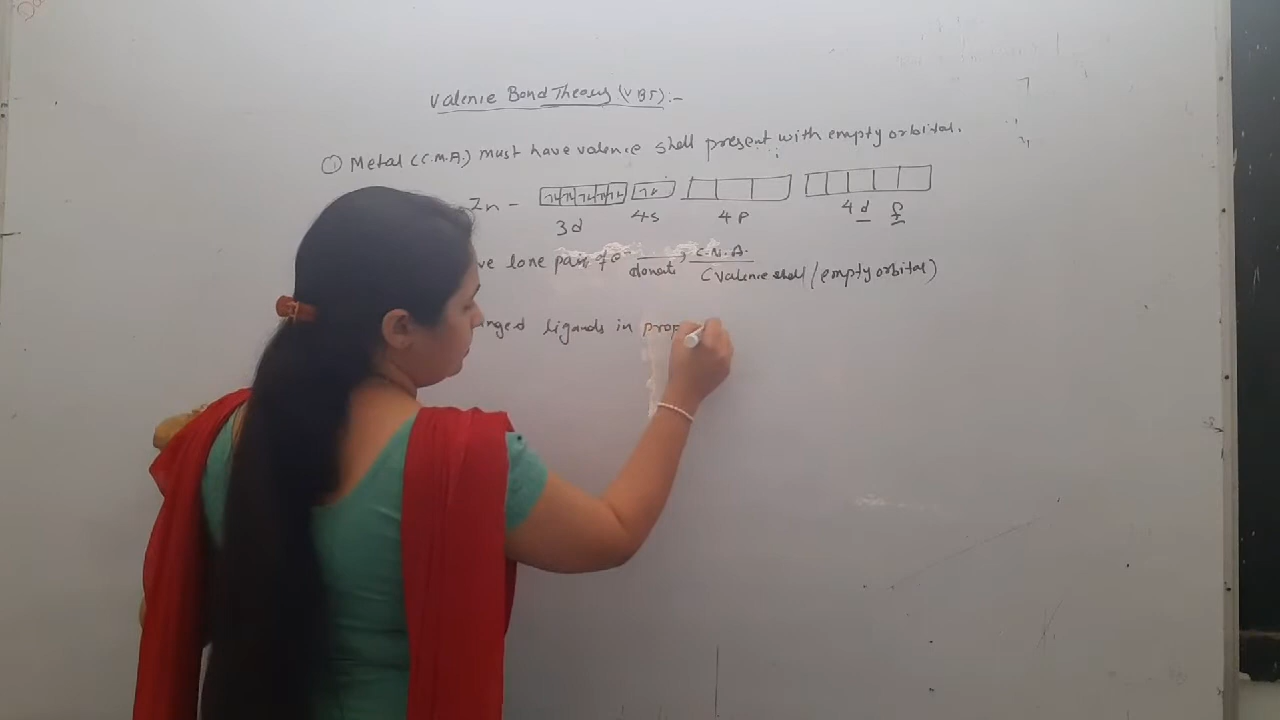 Valence Bond Theory (VBT):-
① Metal (C.M.A.) must have valence shell present with empty orbital.
Zn -
3d 4s 4p 4d f
ve lone pair of e⁻ donate C.M.A.
(Valence shell / empty orbital)
anged ligands in prop